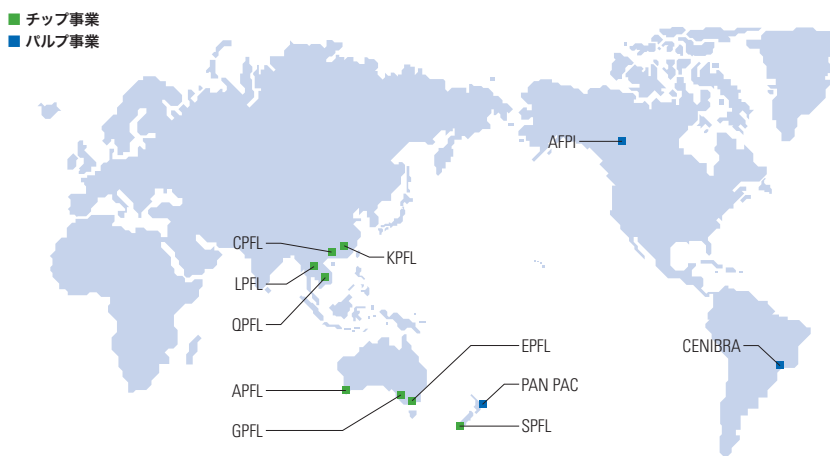 チップ事業
パルプ事業
AFPI
CPFL
KPFL
LPFL
QPFL
EPFL
CENIBRA
APFL
PAN PAC
GPFL
SPFL